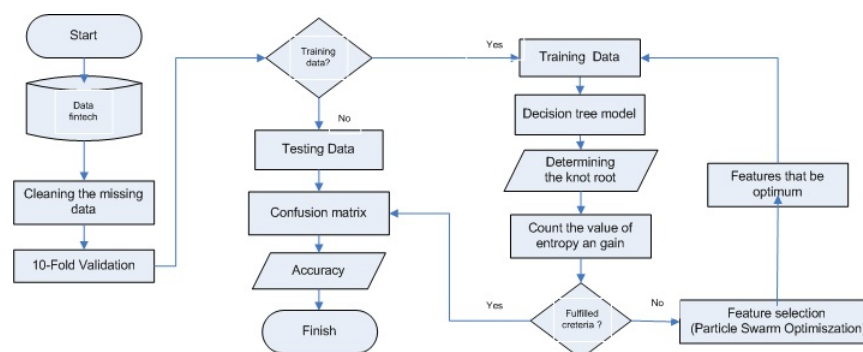 Start
Data
fintech
Cleaning the missing
data
10-Fold Validation
Training
data?
Yes
No
Testing Data
Confusion matrix
Accuracy
Finish
Training Data
Decision tree model
Determining
the knot root
Count the value of
entropy an gain
Fulfilled
creteria ?
Yes
No
Feature selection
(Particle Swarm Optimiszation)
Features that be
optimum